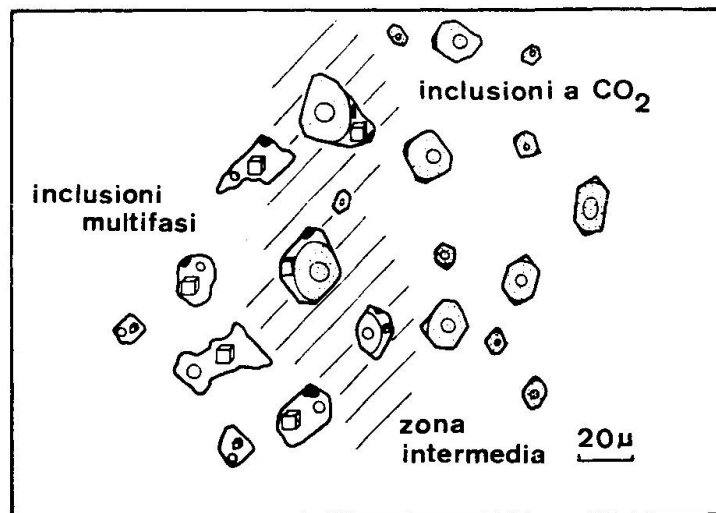 inclusioni a CO2
inclusioni
multifasi
zona
intermedia
20µ